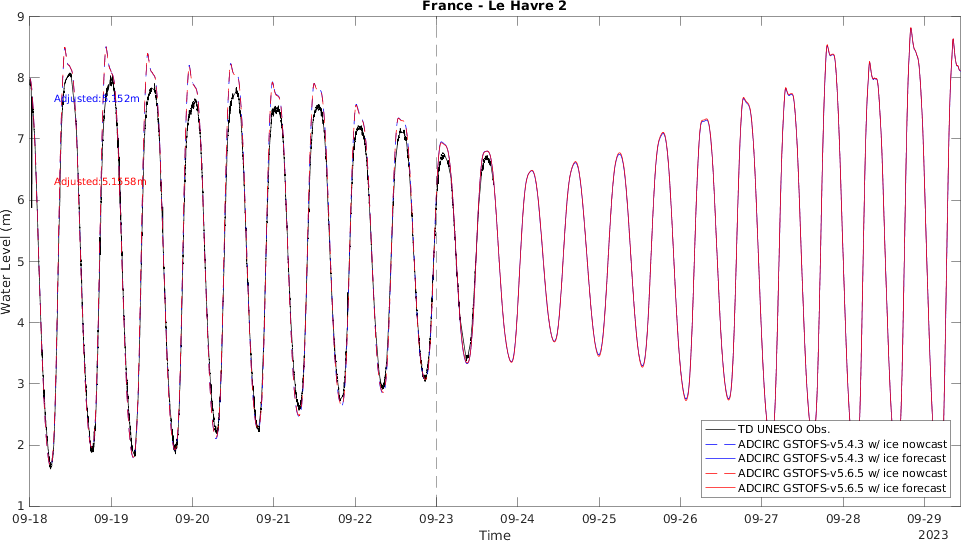 France - Le Havre 2
9
8
7
6
5
4
3
2
1
Water Level (m)
Adjusted:5.152m
Adjusted:5.1558m
TD UNESCO Obs.
ADCIRC GSTOFS-v5.4.3 w/ ice nowcast
ADCIRC GSTOFS-v5.4.3 w/ ice forecast
ADCIRC GSTOFS-v5.6.5 w/ ice nowcast
ADCIRC GSTOFS-v5.6.5 w/ ice forecast
09-18 09-19 09-20 09-21 09-22 09-23 09-24 09-25 09-26 09-27 09-28 09-29
Time
2023